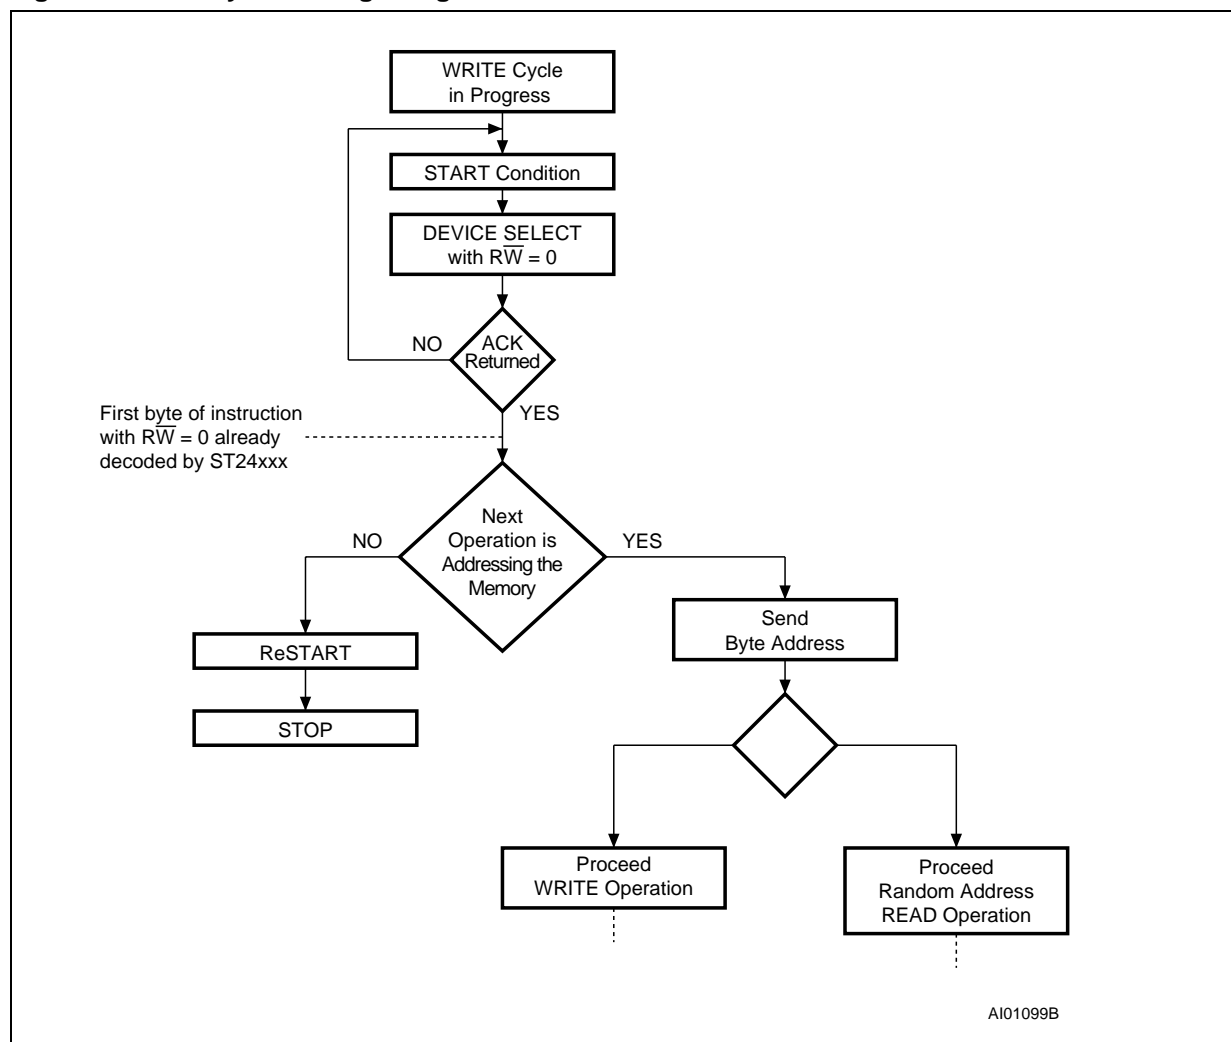 WRITE Cycle
in Progress
START Condition
DEVICE SELECT
with RW̅ = 0
ACK
Returned
NO
YES
First byte of instruction
with RW̅ = 0 already
decoded by ST24xxx
Next
Operation is
Addressing the
Memory
NO
YES
Send
Byte Address
ReSTART
STOP
Proceed
WRITE Operation
Proceed
Random Address
READ Operation
AI01099B